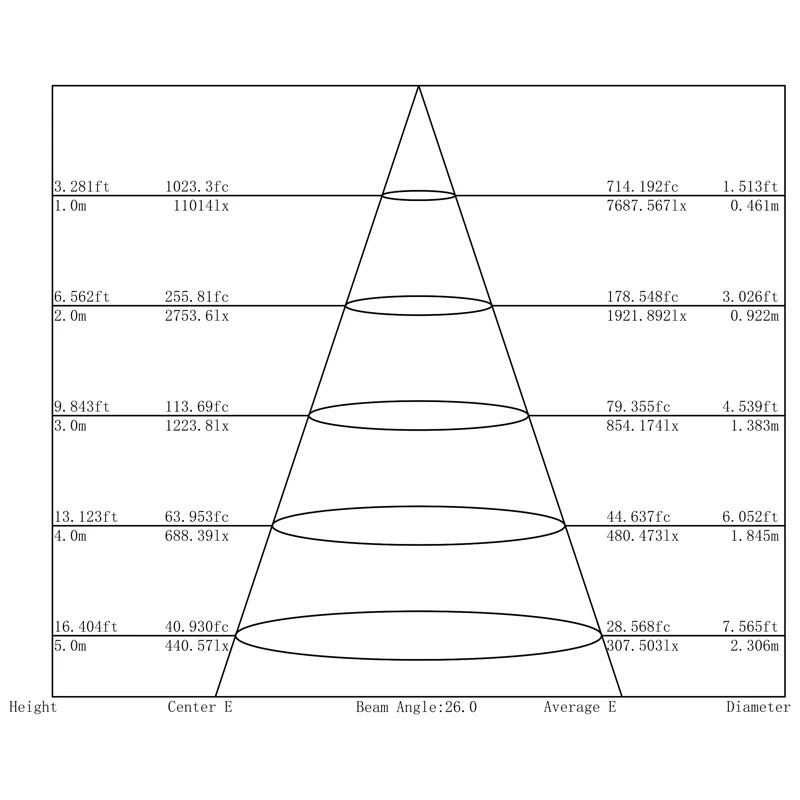 3.281ft 1023.3fc 714.192fc 1.513ft
1.0m 11014lx 7687.567lx 0.461m
6.562ft 255.81fc 178.548fc 3.026ft
2.0m 2753.6lx 1921.892lx 0.922m
9.843ft 113.69fc 79.355fc 4.539ft
3.0m 1223.8lx 854.174lx 1.383m
13.123ft 63.953fc 44.637fc 6.052ft
4.0m 688.39lx 480.473lx 1.845m
16.404ft 40.930fc 28.568fc 7.565ft
5.0m 440.57lx 307.503lx 2.306m
Height Center E Beam Angle:26.0 Average E Diameter